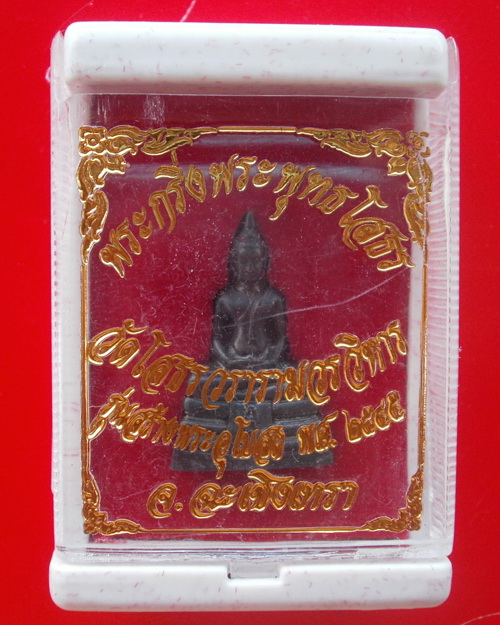 พระกริ่งพระพุทธโสธร
วัดโสธรวรารามวรวิหาร
รุ่นสร้างพระอุโบสถ พ.ศ. ๒๕๓๕
จ. ฉะเชิงเทรา